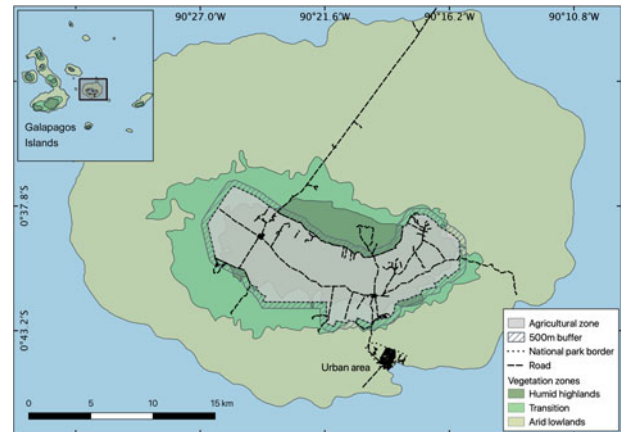 90°27.0'W 90°21.6'W 90°16.2'W 90°10.8'W
Galapagos
Islands
0°37.8'S
0°43.2'S
Urban area
Agricultural zone
500m buffer
National park border
Road
Vegetation zones
Humid highlands
Transition
Arid lowlands
0 5 10 15 km